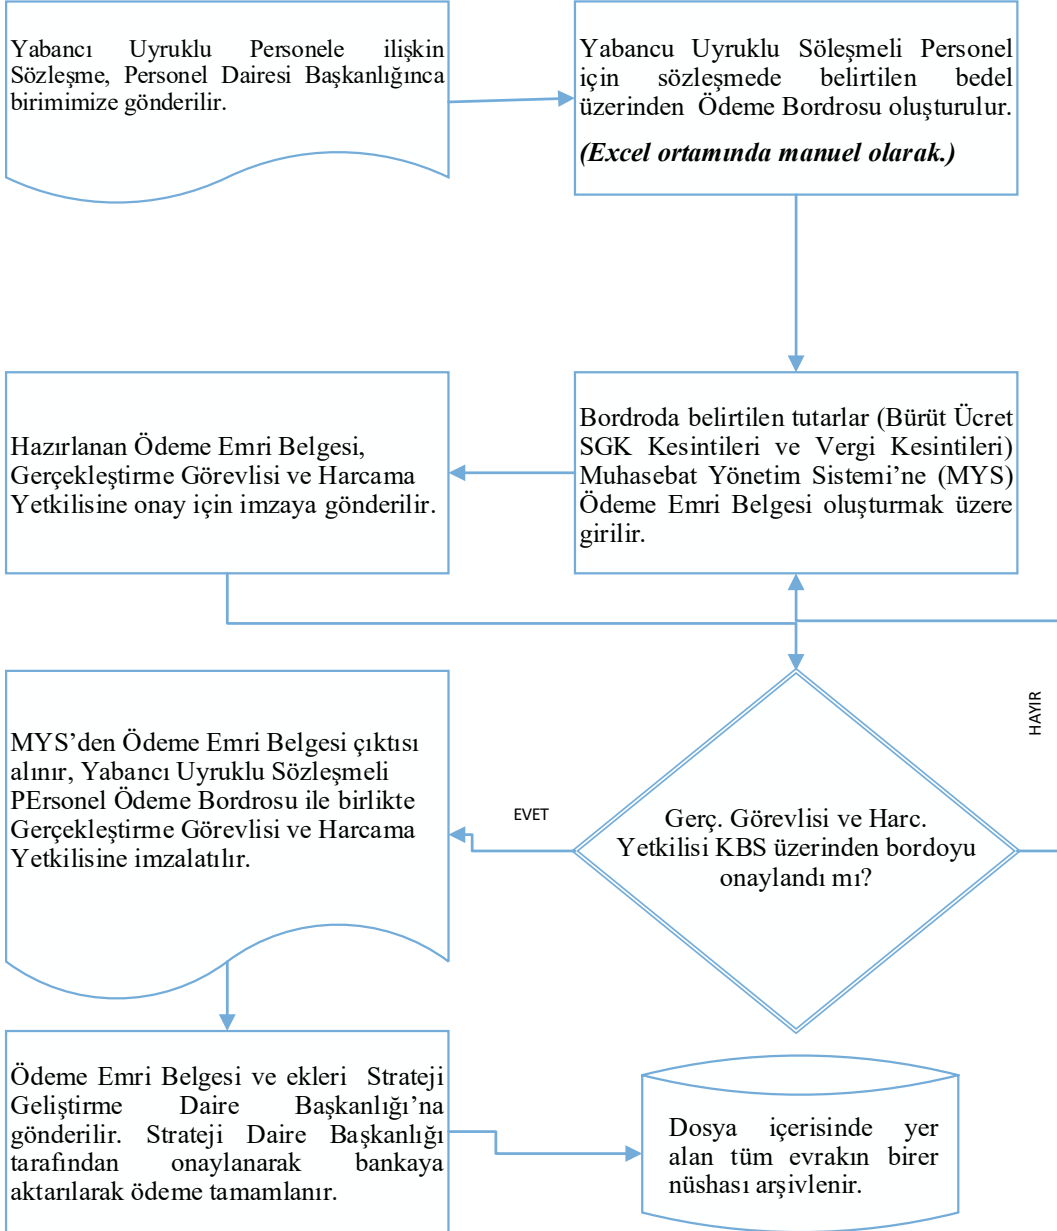 Yabancı Uyruklu Personele ilişkin
Sözleşme, Personel Dairesi Başkanlığınca
birimimize gönderilir.
Yabancu Uyruklu Söleşmeli Personel
için sözleşmede belirtilen bedel
üzerinden Ödeme Bordrosu oluşturulur.
(Excel ortamında manuel olarak.)
Bordroda belirtilen tutarlar (Bürüt Ücret
SGK Kesintileri ve Vergi Kesintileri)
Muhasebat Yönetim Sistemi’ne (MYS)
Ödeme Emri Belgesi oluşturmak üzere
girilir.
Hazırlanan Ödeme Emri Belgesi,
Gerçekleştirme Görevlisi ve Harcama
Yetkilisine onay için imzaya gönderilir.
Gerç. Görevlisi ve Harc.
Yetkilisi KBS üzerinden bordoyu
onaylandı mı?
HAYIR
EVET
MYS’den Ödeme Emri Belgesi çıktısı
alınır, Yabancı Uyruklu Sözleşmeli
PErsonel Ödeme Bordrosu ile birlikte
Gerçekleştirme Görevlisi ve Harcama
Yetkilisine imzalatılır.
Ödeme Emri Belgesi ve ekleri Strateji
Geliştirme Daire Başkanlığı’na
gönderilir. Strateji Daire Başkanlığı
tarafından onaylanarak bankaya
aktarılarak ödeme tamamlanır.
Dosya içerisinde yer
alan tüm evrakın birer
nüshası arşivlenir.